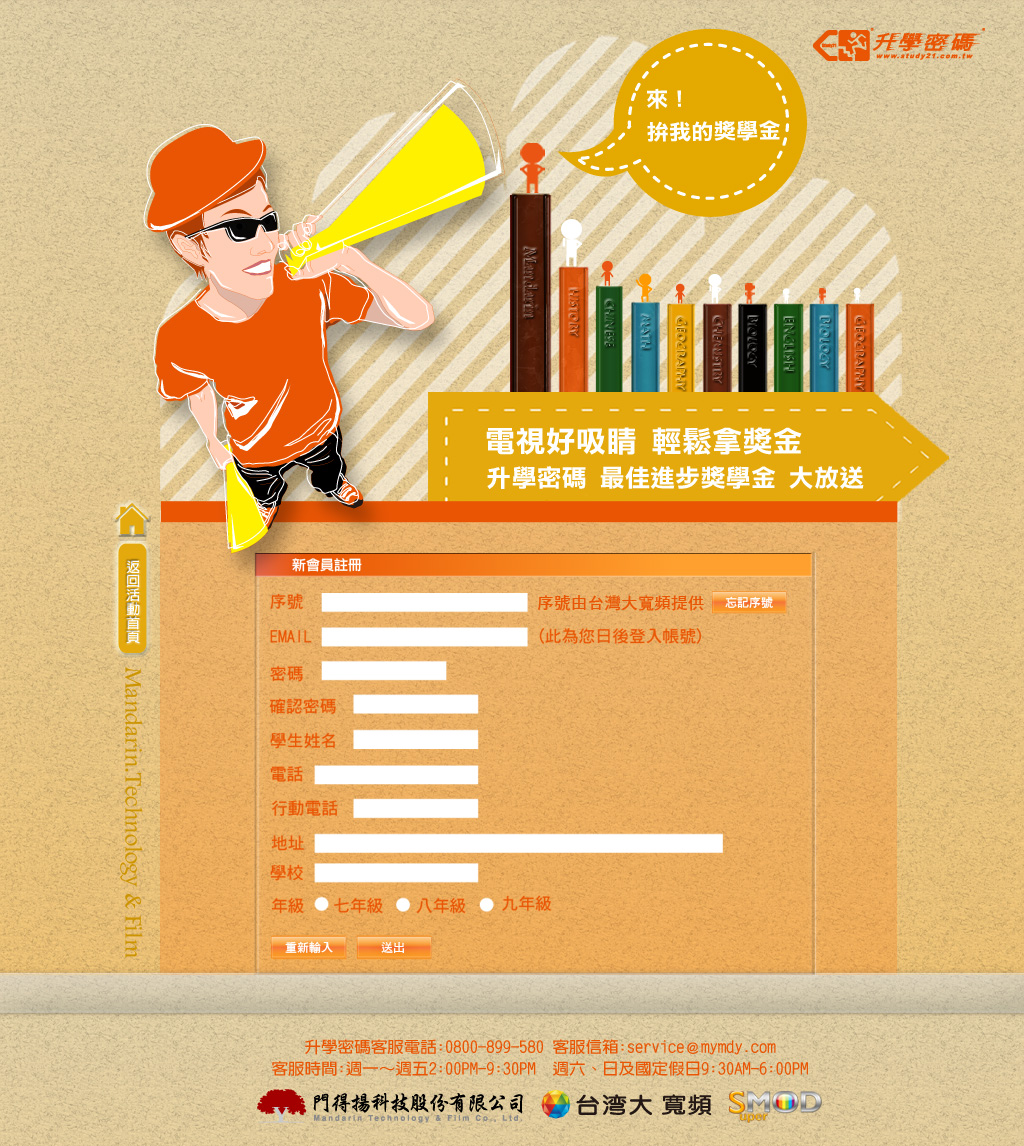 study21
升學密碼
www.study21.com.tw
來！
拚我的獎學金
Mandarin
HISTORY
CHINESE
MATH
GEOGRAPHY
CHEMISTRY
BIOLOGY
ENGLISH
BIOLOGY
GEOGRAPHY
電視好吸睛 輕鬆拿獎金
升學密碼 最佳進步獎學金 大放送
返回活動首頁
Mandarin.Technology & Film
新會員註冊
序號 序號由台灣大寬頻提供 忘記序號
EMAIL (此為您日後登入帳號)
密碼
確認密碼
學生姓名
電話
行動電話
地址
學校
年級 七年級 八年級 九年級
重新輸入 送出
升學密碼客服電話:0800-899-580 客服信箱:service@mymdy.com
客服時間:週一～週五2:00PM-9:30PM 週六、日及國定假日9:30AM-6:00PM
門得揚科技股份有限公司
Mandarin Technology & Film Co., Ltd.
台湾大 寬頻
Super MOD